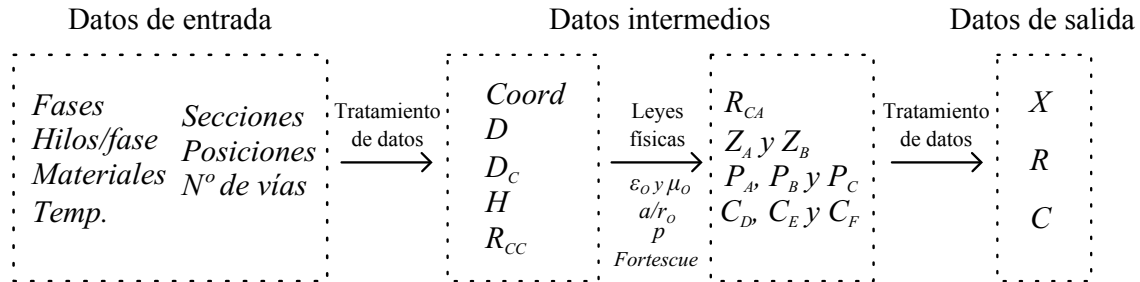 Datos de entrada
Fases
Hilos/fase
Materiales
Temp.
Secciones
Posiciones
Nº de vías
Tratamiento
de datos
Datos intermedios
Coord
D
D_C
H
R_CC
Leyes
físicas
ε_O y μ_O
a/r_O
p
Fortescue
R_CA
Z_A y Z_B
P_A, P_B y P_C
C_D, C_E y C_F
Tratamiento
de datos
Datos de salida
X
R
C